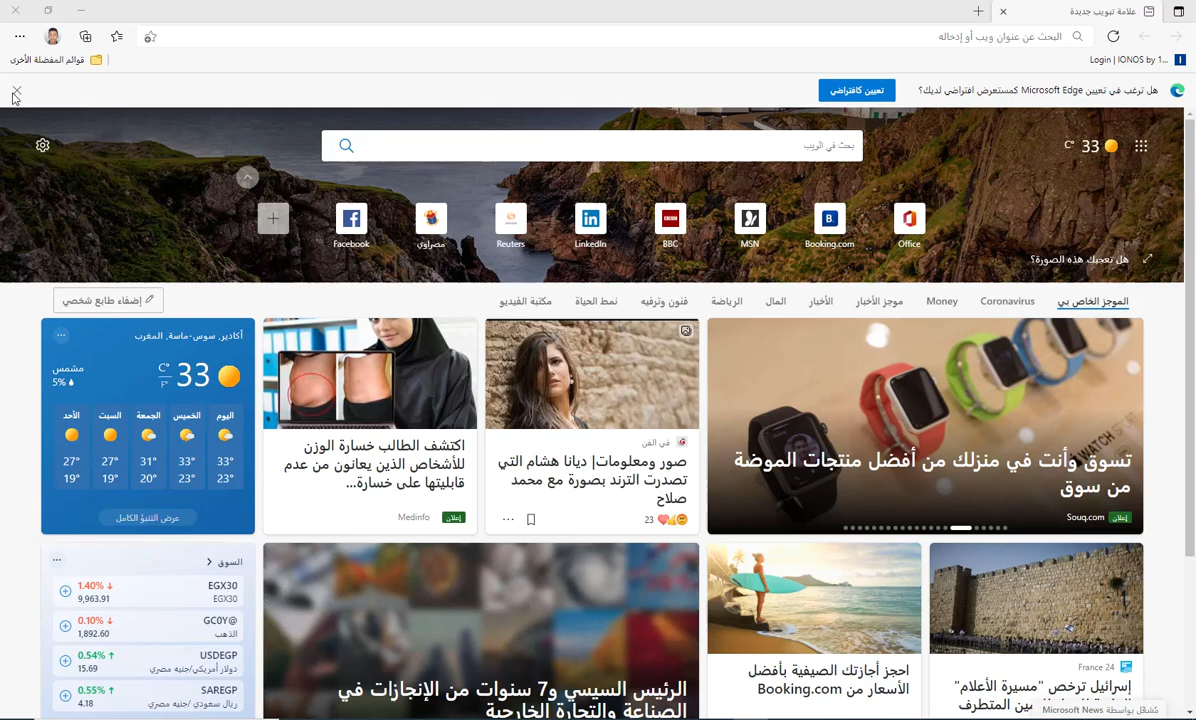 علامة تبويب جديدة
البحث عن عنوان ويب أو إدخاله
Login | IONOS by 1...
قوائم المفضلة الأخرى
هل ترغب في تعيين Microsoft Edge كمستعرض افتراضي لديك؟
تعيين كافتراضي
33 C°
بحث في الويب
Office
Booking.com
MSN
BBC
LinkedIn
Reuters
مصراوي
Facebook
هل تعجبك هذه الصورة؟
الموجز الخاص بي
Coronavirus
Money
موجز الأخبار
الأخبار
المال
الرياضة
فنون وترفيه
نمط الحياة
مكتبة الفيديو
إضفاء طابع شخصي
تسوق وأنت في منزلك من أفضل منتجات الموضة
من سوق
إعلان Souq.com
في الفن
صور ومعلومات| ديانا هشام التي
تصدرت الترند بصورة مع محمد
صلاح
23
اكتشف الطالب خسارة الوزن
للأشخاص الذين يعانون من عدم
قابليتها على خسارة...
إعلان Medinfo
أكادير, سوس-ماسة, المغرب
33 C°
F°
مشمس
5%
اليوم الخميس الجمعة السبت الأحد
33° 33° 31° 27° 27°
23° 23° 20° 19° 19°
عرض التنبؤ الكامل
France 24
إسرائيل ترخص "مسيرة الأعلام"
مين المتطرف
احجز أجازتك الصيفية بأفضل
الأسعار من Booking.com
الرئيس السيسي و7 سنوات من الإنجازات في
الصناعة والتجارة الخارجية
السوق
EGX30 1.40%
EGX30 9,963.91
@GC0Y 0.10%
الذهب 1,892.60
USDEGP 0.54%
دولار أمريكي/جنيه مصري 15.69
SAREGP 0.55%
ريال سعودي /جنيه مصري 4.18
مُشغّل بواسطة Microsoft News